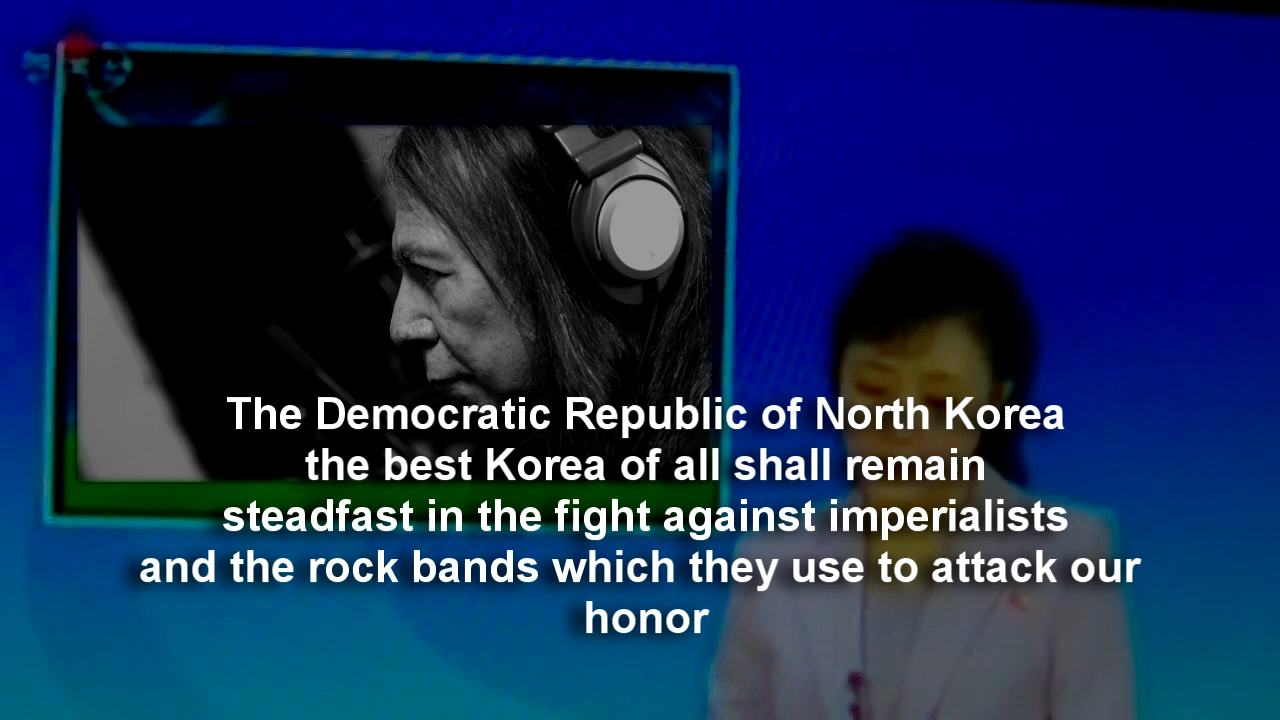 The Democratic Republic of North Korea
the best Korea of all shall remain
steadfast in the fight against imperialists
and the rock bands which they use to attack our
honor